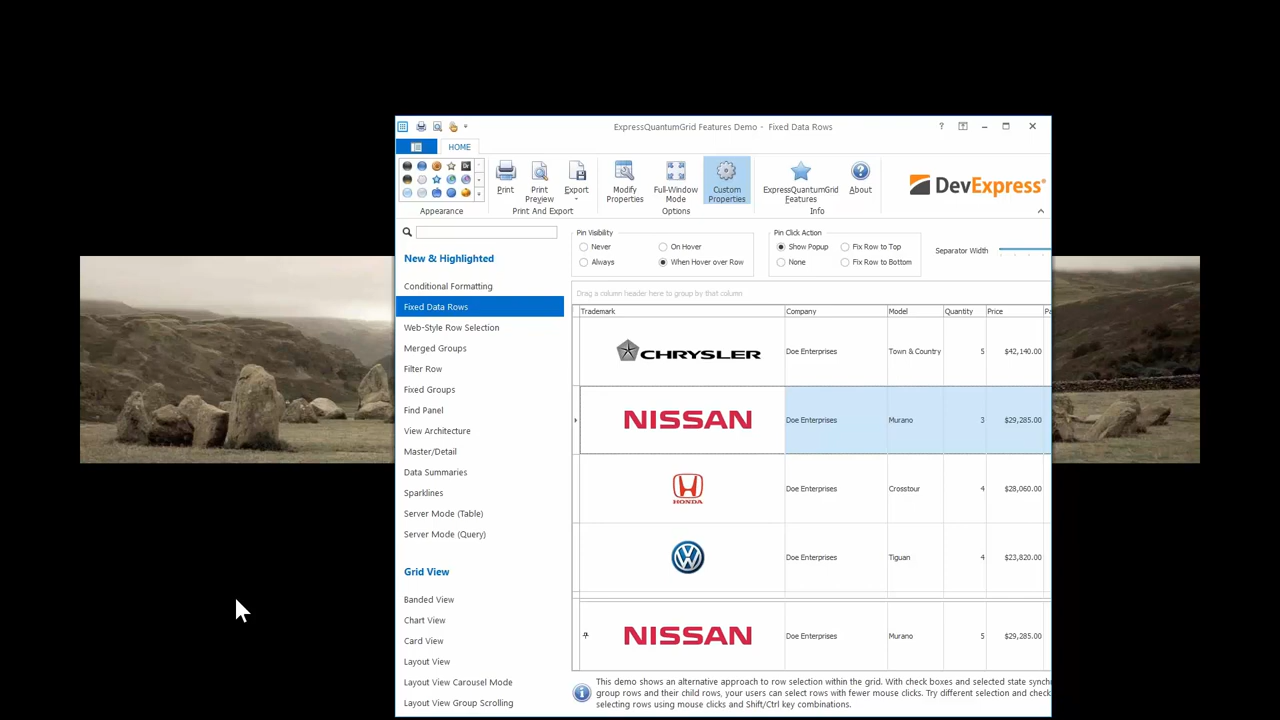 ExpressQuantumGrid Features Demo - Fixed Data Rows
HOME
Print
Print Preview
Export
Modify Properties
Full-Window Mode
Custom Properties
ExpressQuantumGrid Features
About
DevExpress®
Appearance
Print And Export
Options
Info
New & Highlighted
Conditional Formatting
Fixed Data Rows
Web-Style Row Selection
Merged Groups
Filter Row
Fixed Groups
Find Panel
View Architecture
Master/Detail
Data Summaries
Sparklines
Server Mode (Table)
Server Mode (Query)
Grid View
Banded View
Chart View
Card View
Layout View
Layout View Carousel Mode
Layout View Group Scrolling
Pin Visibility
Never
On Hover
Always
When Hover over Row
Pin Click Action
Show Popup
Fix Row to Top
None
Fix Row to Bottom
Separator Width
Drag a column header here to group by that column
Trademark Company Model Quantity Price Pa
CHRYSLER Doe Enterprises Town & Country 5 $42,140.00
NISSAN Doe Enterprises Murano 3 $29,285.00
HONDA Doe Enterprises Crosstour 4 $28,060.00
VW Doe Enterprises Tiguan 4 $23,820.00
NISSAN Doe Enterprises Murano 5 $29,285.00
This demo shows an alternative approach to row selection within the grid. With check boxes and selected state synch
group rows and their child rows, your users can select rows with fewer mouse clicks. Try different selection and check
selecting rows using mouse clicks and Shift/Ctrl key combinations.